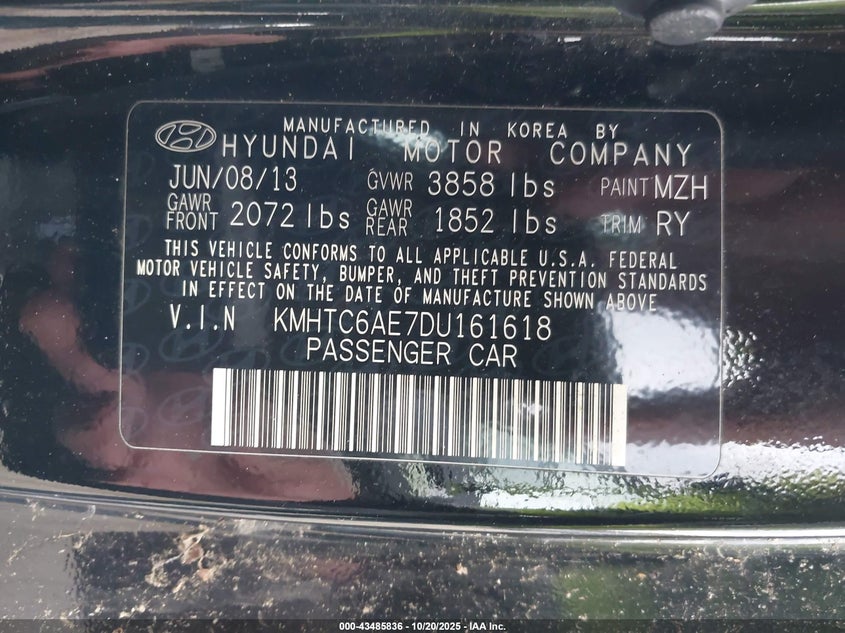 MANUFACTURED IN KOREA BY
HYUNDAI MOTOR COMPANY
JUN/08/13 GVWR 3858 lbs PAINT MZH
GAWR FRONT 2072 lbs GAWR REAR 1852 lbs TRIM RY
THIS VEHICLE CONFORMS TO ALL APPLICABLE U.S.A. FEDERAL
MOTOR VEHICLE SAFETY, BUMPER, AND THEFT PREVENTION STANDARDS
IN EFFECT ON THE DATE OF MANUFACTURE SHOWN ABOVE
V.I.N KMHTC6AE7DU161618
PASSENGER CAR
000-43485836 - 10/20/2025 - IAA Inc.